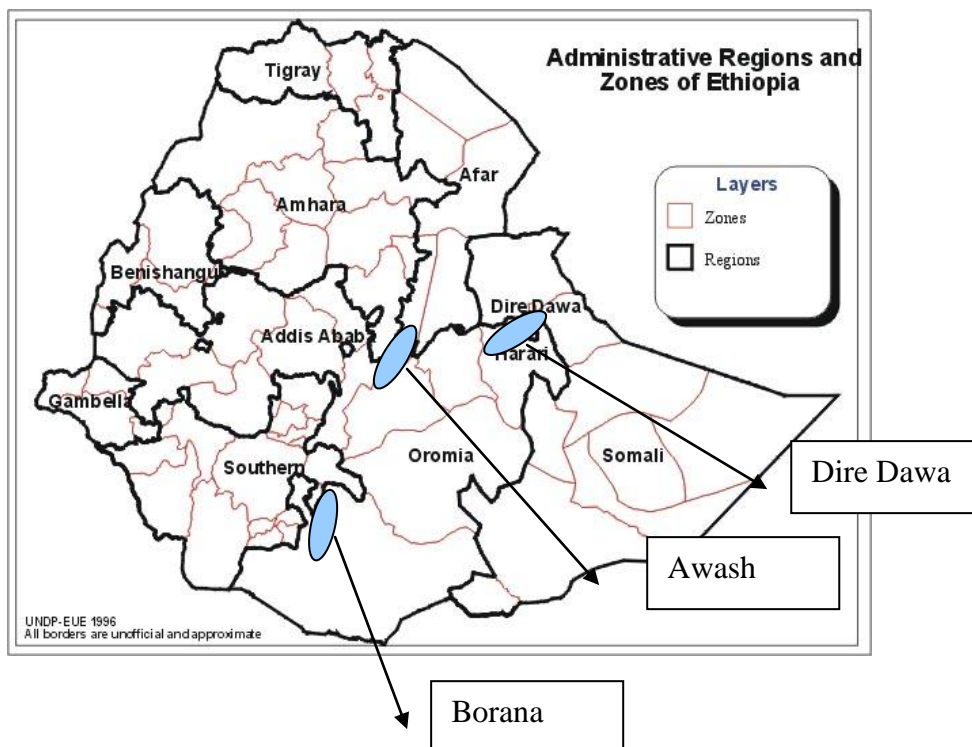 Administrative Regions and
Zones of Ethiopia
Tigray
Afar
Layers
Zones
Regions
Amhara
Benishangu
Dire Dawa
Addis Ababa
Harari
Gambella
Southern
Oromia
Somali
Dire Dawa
Awash
UNDP-EUE 1996
All borders are unofficial and approximate
Borana